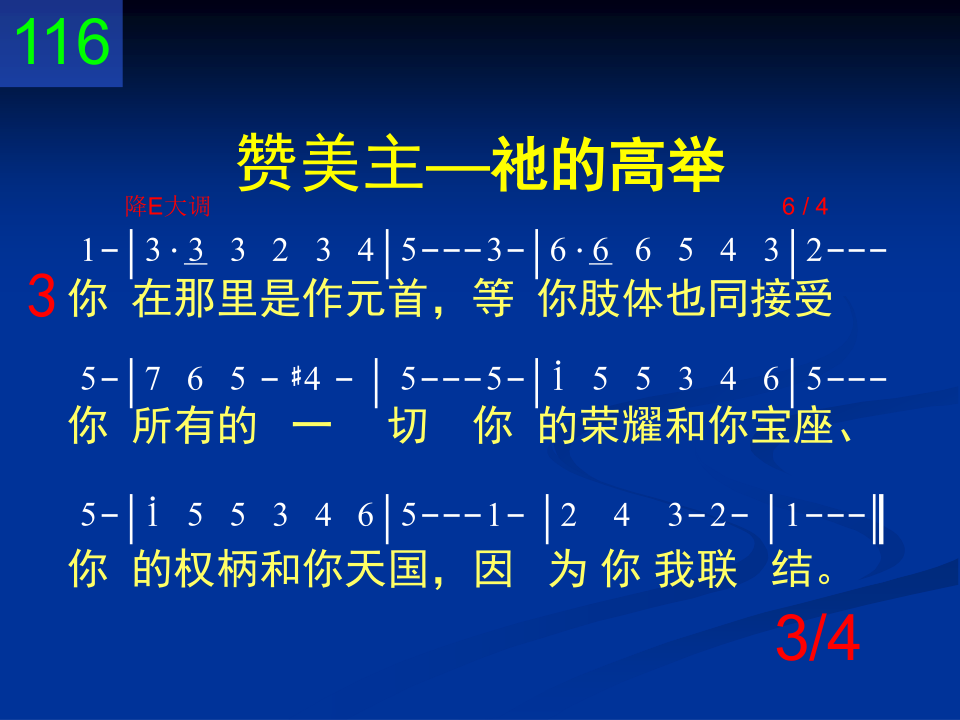 116
赞美主—祂的高举
降E大调 6 / 4
1-|3·3 3 2 3 4|5---3-|6·6 6 5 4 3|2---
3 你 在那里是作元首，等 你肢体也同接受
5-|7 6 5 - #4 - | 5---5-|i 5 5 3 4 6|5---
你 所有的 一 切 你 的荣耀和你宝座、
5-|i 5 5 3 4 6|5---1- |2 4 3-2- |1---‖
你 的权柄和你天国，因 为 你 我联 结。
3/4